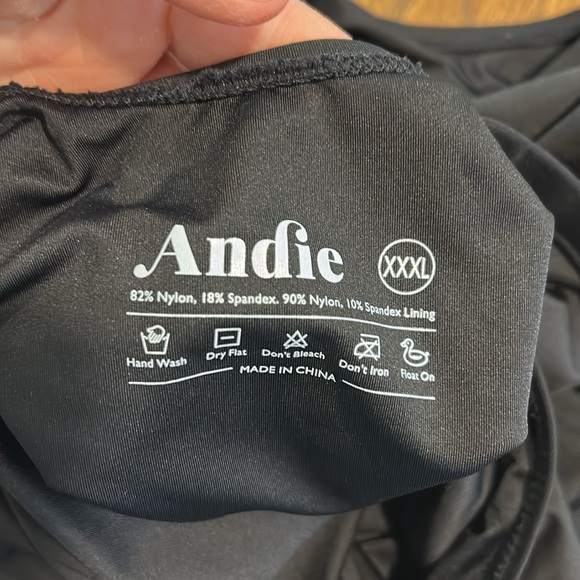 Andie XXXL
82% Nylon, 18% Spandex. 90% Nylon, 10% Spandex Lining
Hand Wash Dry Flat Don't Bleach Don't Iron Float On
MADE IN CHINA